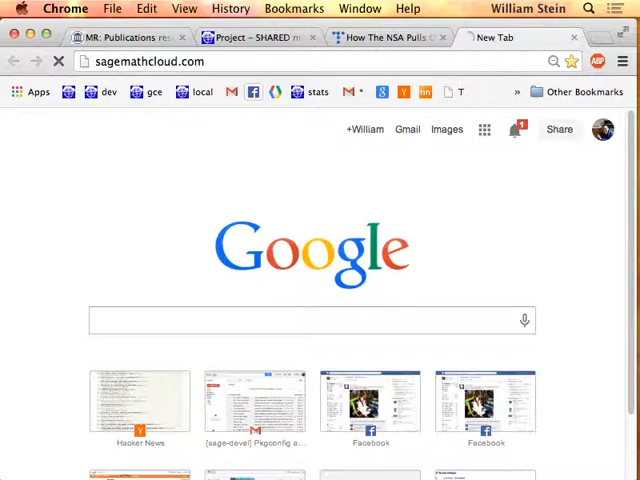 Chrome File Edit View History Bookmarks Window Help William Stein
MR: Publications res How The NSA Pulls O New Tab
Project – SHARED m
sagemathcloud.com
Apps dev gce local stats * T » Other Bookmarks
+William Gmail Images 1 Share
Google
Hacker News [sage-devel] Pkgconfig a... Facebook Facebook